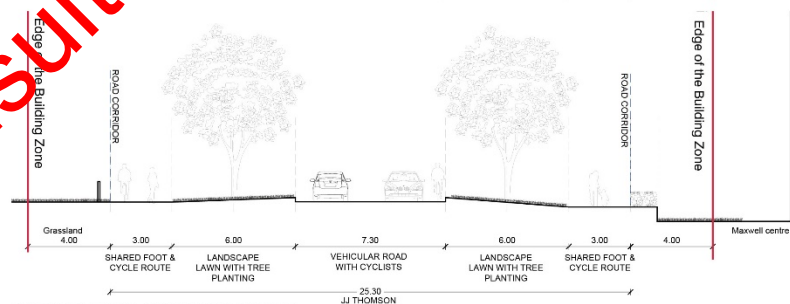 Edge of the Building Zone
ROAD CORRIDOR
ROAD CORRIDOR
Edge of the Building Zone
Grassland
Maxwell centre
4.00
3.00
6.00
7.30
6.00
3.00
4.00
SHARED FOOT &
CYCLE ROUTE
LANDSCAPE
LAWN WITH TREE
PLANTING
VEHICULAR ROAD
WITH CYCLISTS
LANDSCAPE
LAWN WITH TREE
PLANTING
SHARED FOOT &
CYCLE ROUTE
25.30
JJ THOMSON